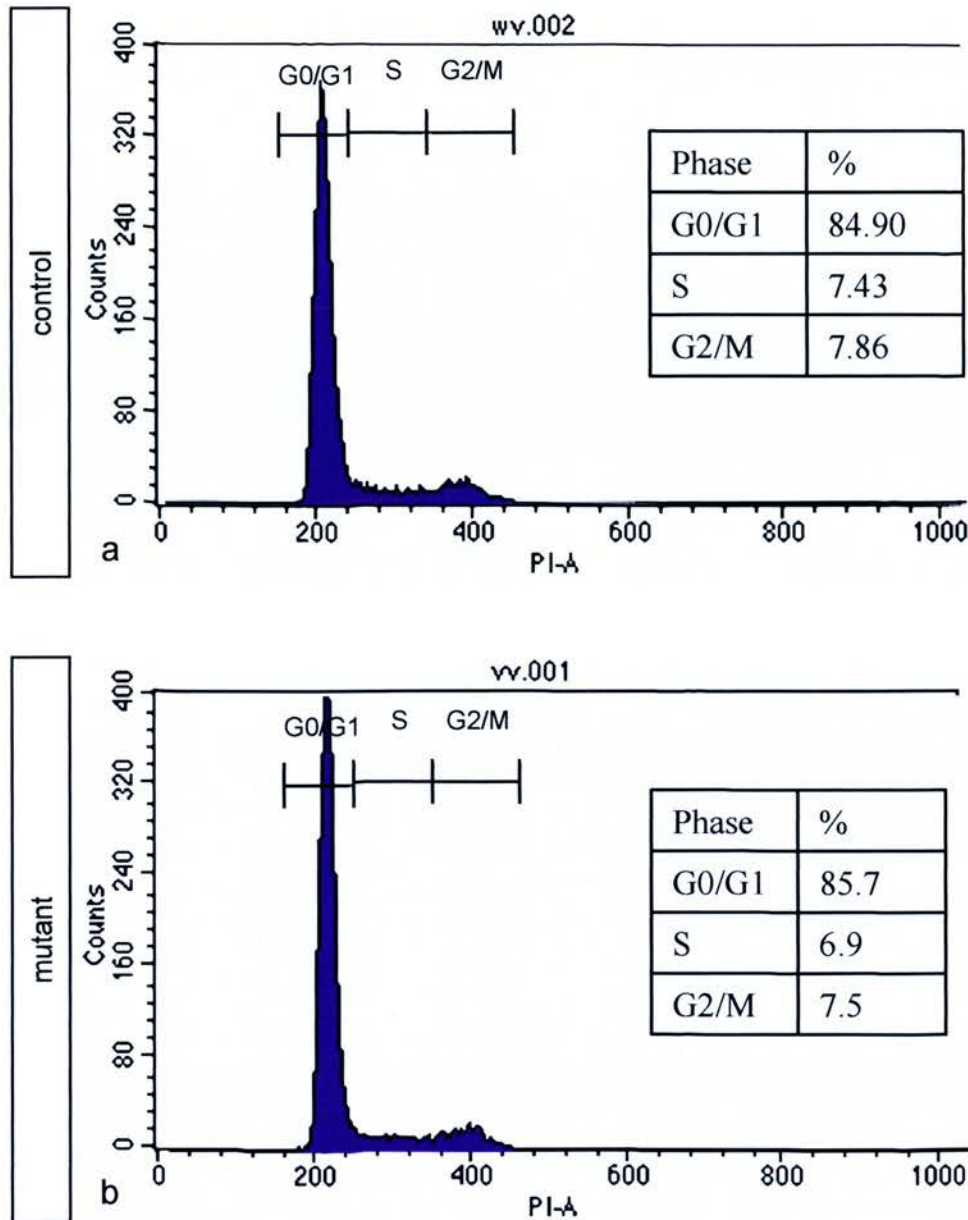 control
wv.002
400
320
240
160
80
0
Counts
G0/G1 S G2/M
Phase %
G0/G1 84.90
S 7.43
G2/M 7.86
0 200 400 600 800 1000
PI-A
a
mutant
vv.001
400
320
240
160
80
0
Counts
G0/G1 S G2/M
Phase %
G0/G1 85.7
S 6.9
G2/M 7.5
0 200 400 600 800 1000
PI-A
b